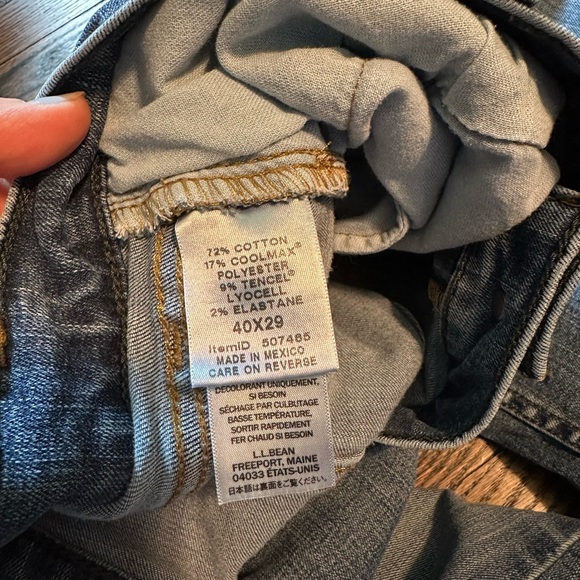 72% COTTON
17% COOLMAX®
POLYESTER
9% TENCEL®
LYOCELL
2% ELASTANE
40X29
ItemID 507465
MADE IN MEXICO
CARE ON REVERSE
DÉCOLORANT UNIQUEMENT,
SI BESOIN
SÉCHAGE PAR CULBUTAGE
BASSE TEMPÉRATURE.
SORTIR RAPIDEMENT
FER CHAUD SI BESOIN
L.L.BEAN
FREEPORT, MAINE
04033 ÉTATS-UNIS
日本語は裏面をご覧ください。